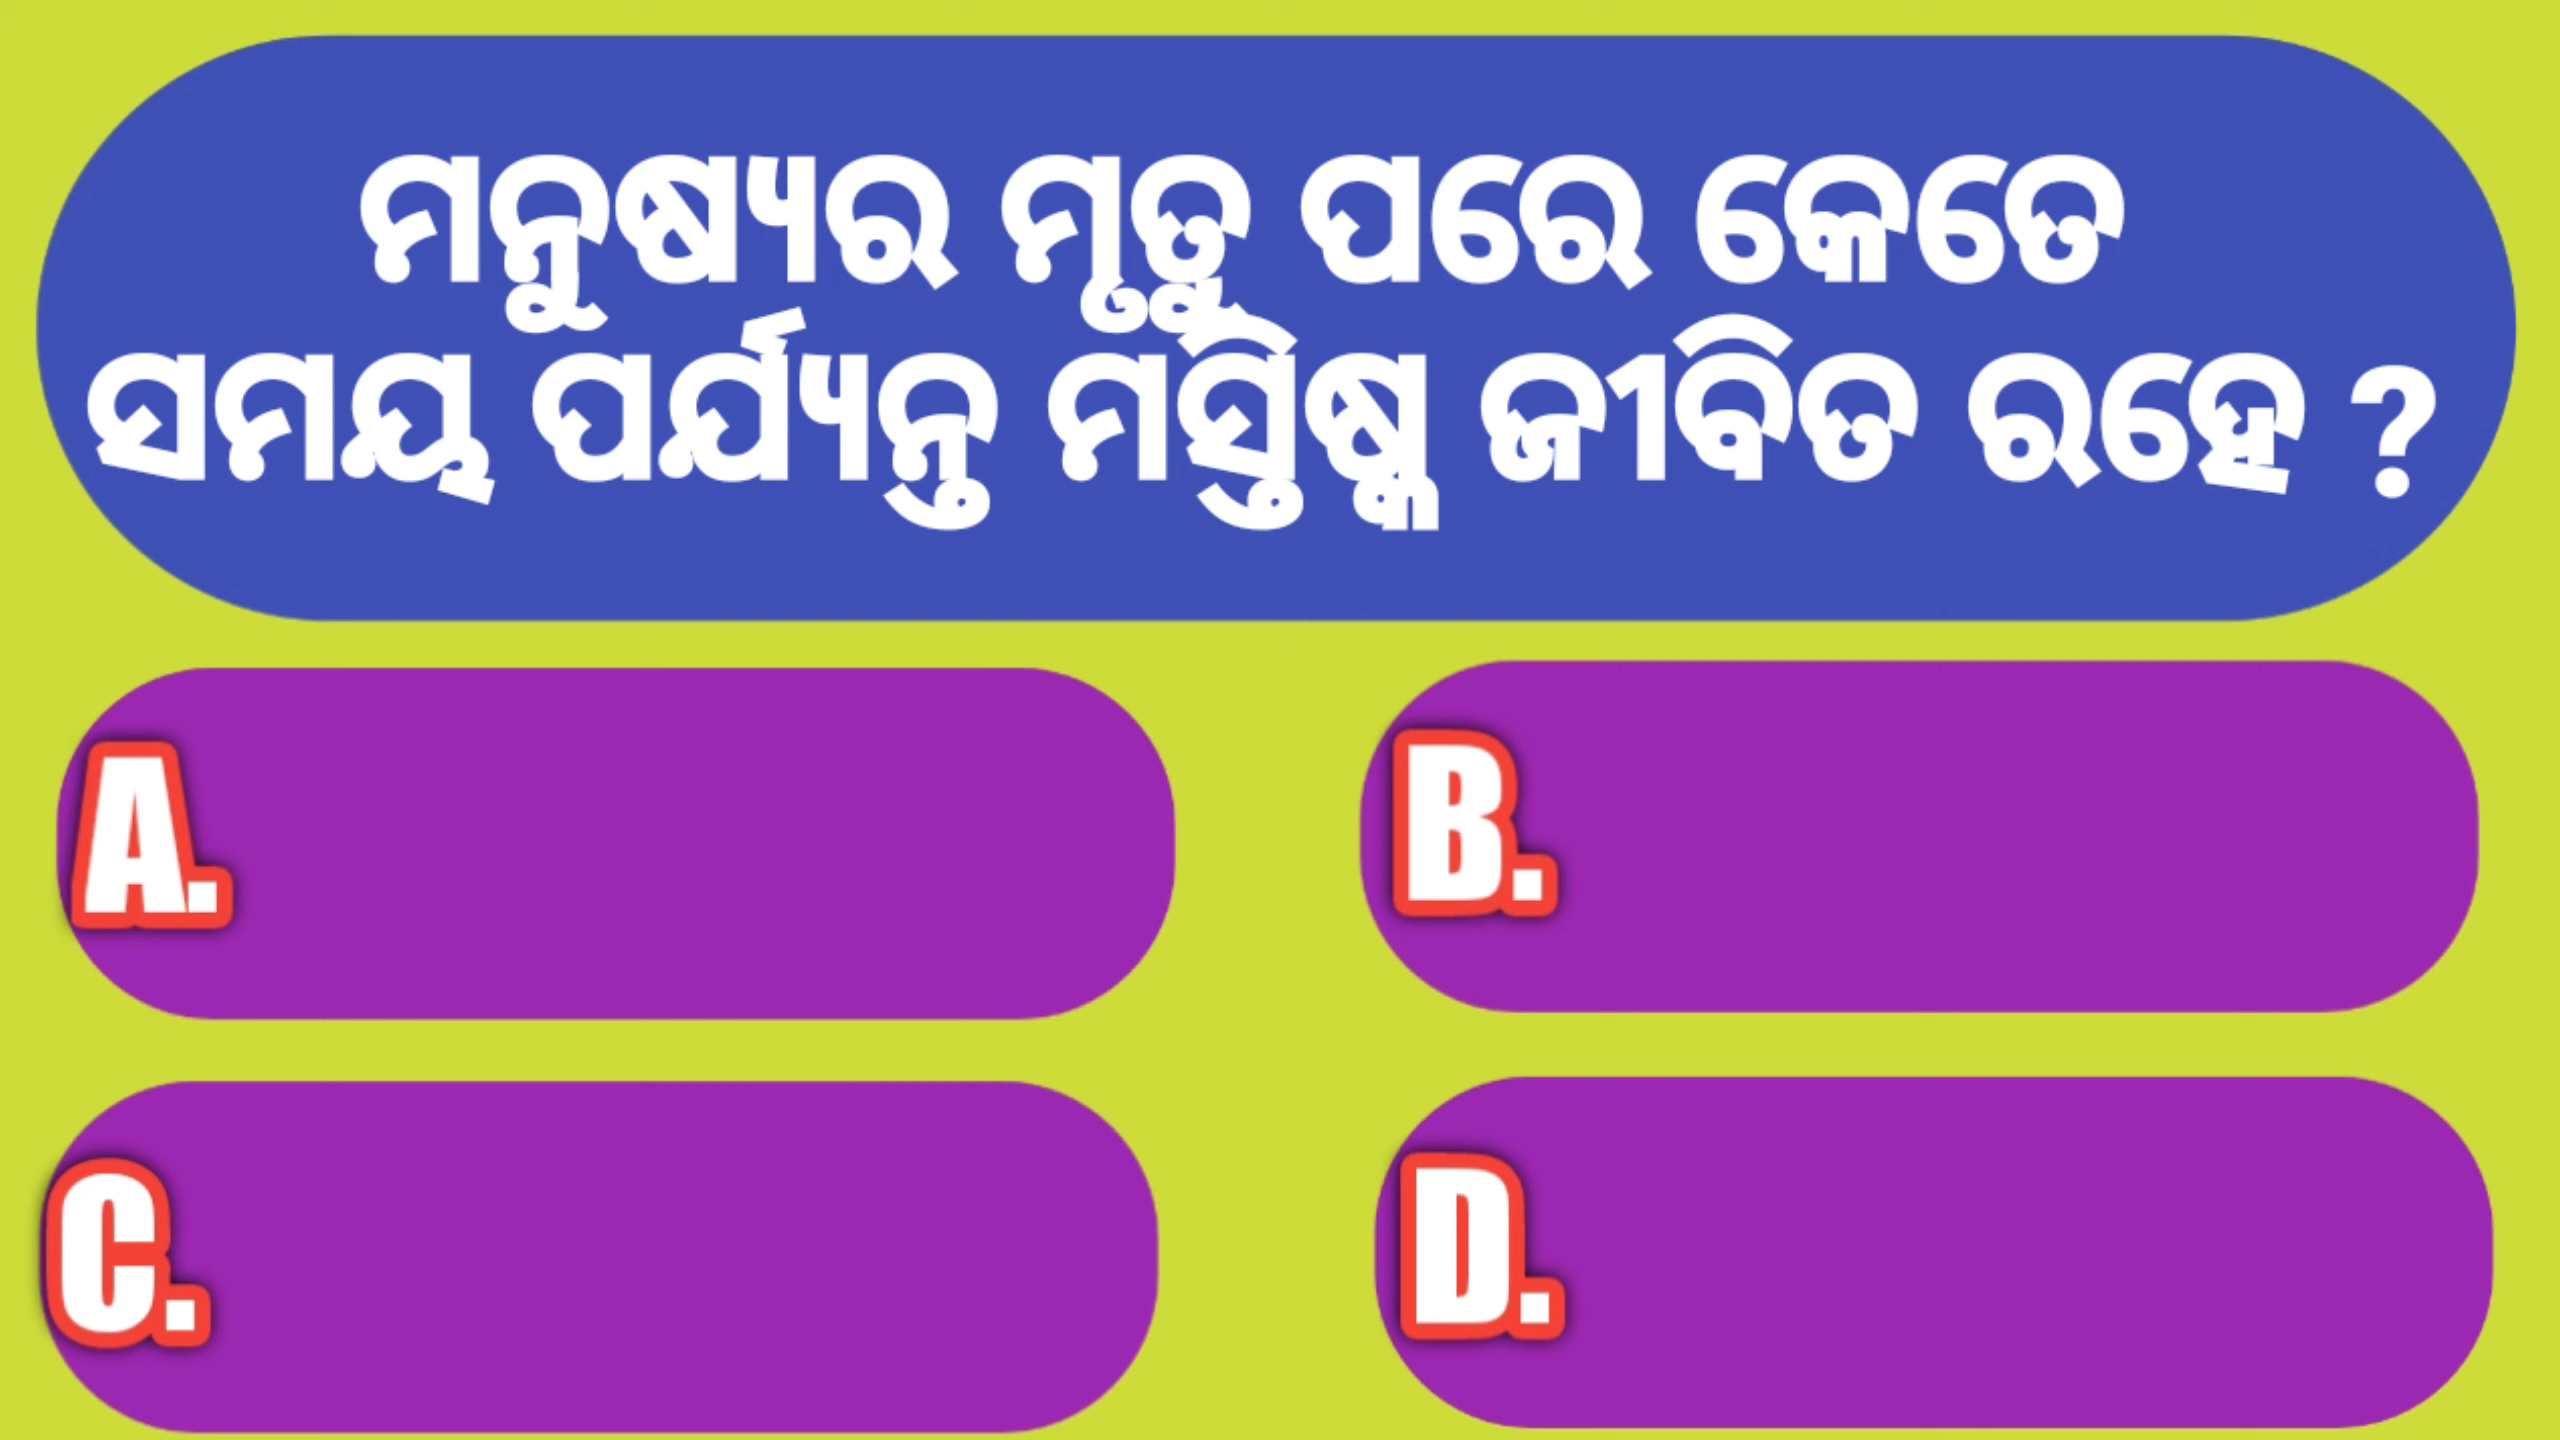 ମନୁଷ୍ୟର ମୃତୁ ପରେ କେତେ
ସମୟ ପର୍ଯ୍ୟନ୍ତ ମସ୍ତିଷ୍କ ଜୀବିତ ରହେ ?
A.
B.
C.
D.